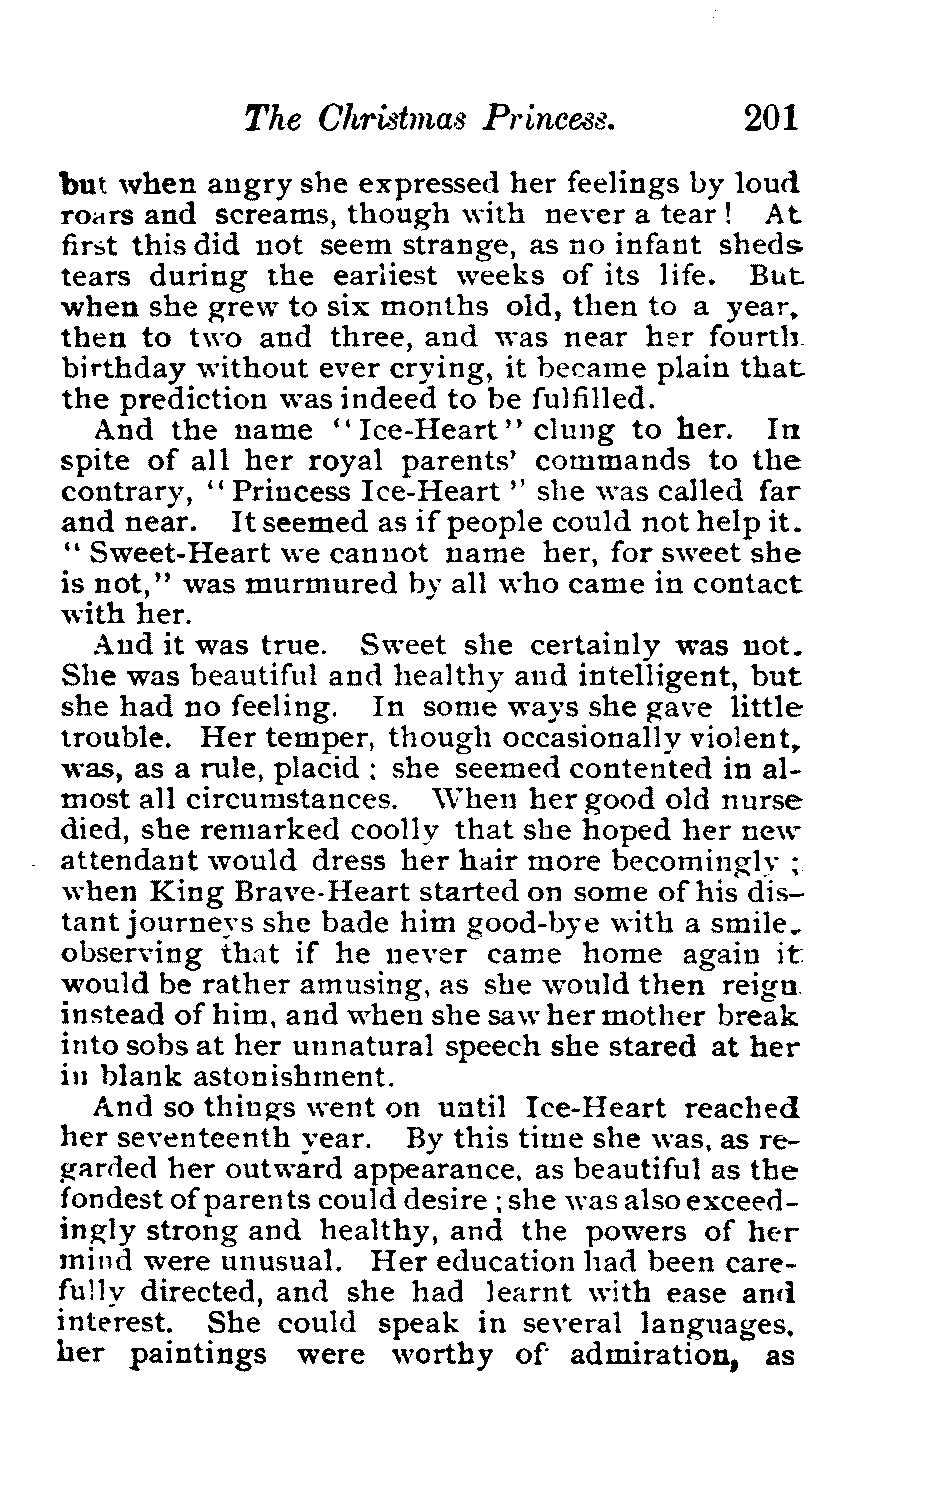 The Christmas Princess. 201
but when angry she expressed her feelings by loud
roars and screams, though with never a tear! At
first this did not seem strange, as no infant sheds
tears during the earliest weeks of its life. But
when she grew to six months old, then to a year,
then to two and three, and was near her fourth
birthday without ever crying, it became plain that
the prediction was indeed to be fulfilled.
And the name "Ice-Heart" clung to her. In
spite of all her royal parents' commands to the
contrary, "Princess Ice-Heart" she was called far
and near. It seemed as if people could not help it.
"Sweet-Heart we cannot name her, for sweet she
is not," was murmured by all who came in contact
with her.
And it was true. Sweet she certainly was not.
She was beautiful and healthy and intelligent, but
she had no feeling. In some ways she gave little
trouble. Her temper, though occasionally violent,
was, as a rule, placid; she seemed contented in al-
most all circumstances. When her good old nurse
died, she remarked coolly that she hoped her new
attendant would dress her hair more becomingly;
when King Brave-Heart started on some of his dis-
tant journeys she bade him good-bye with a smile,
observing that if he never came home again it
would be rather amusing, as she would then reign
instead of him, and when she saw her mother break
into sobs at her unnatural speech she stared at her
in blank astonishment.
And so things went on until Ice-Heart reached
her seventeenth year. By this time she was, as re-
garded her outward appearance, as beautiful as the
fondest of parents could desire; she was also exceed-
ingly strong and healthy, and the powers of her
mind were unusual. Her education had been care-
fully directed, and she had learnt with ease and
interest. She could speak in several languages,
her paintings were worthy of admiration, as